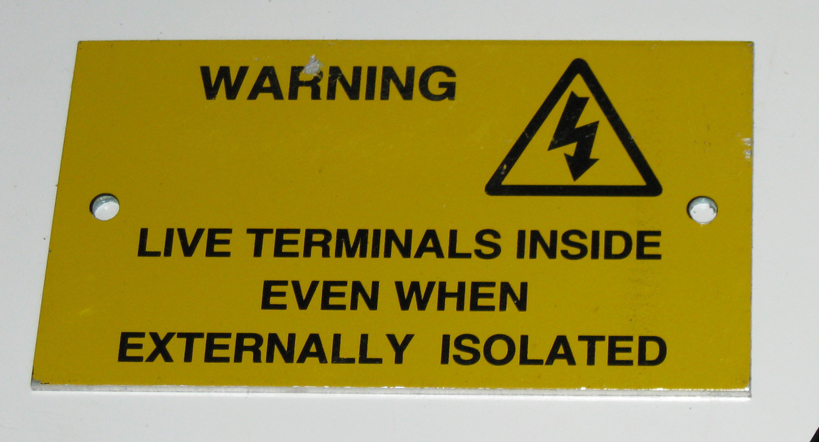 WARNING
LIVE TERMINALS INSIDE
EVEN WHEN
EXTERNALLY ISOLATED